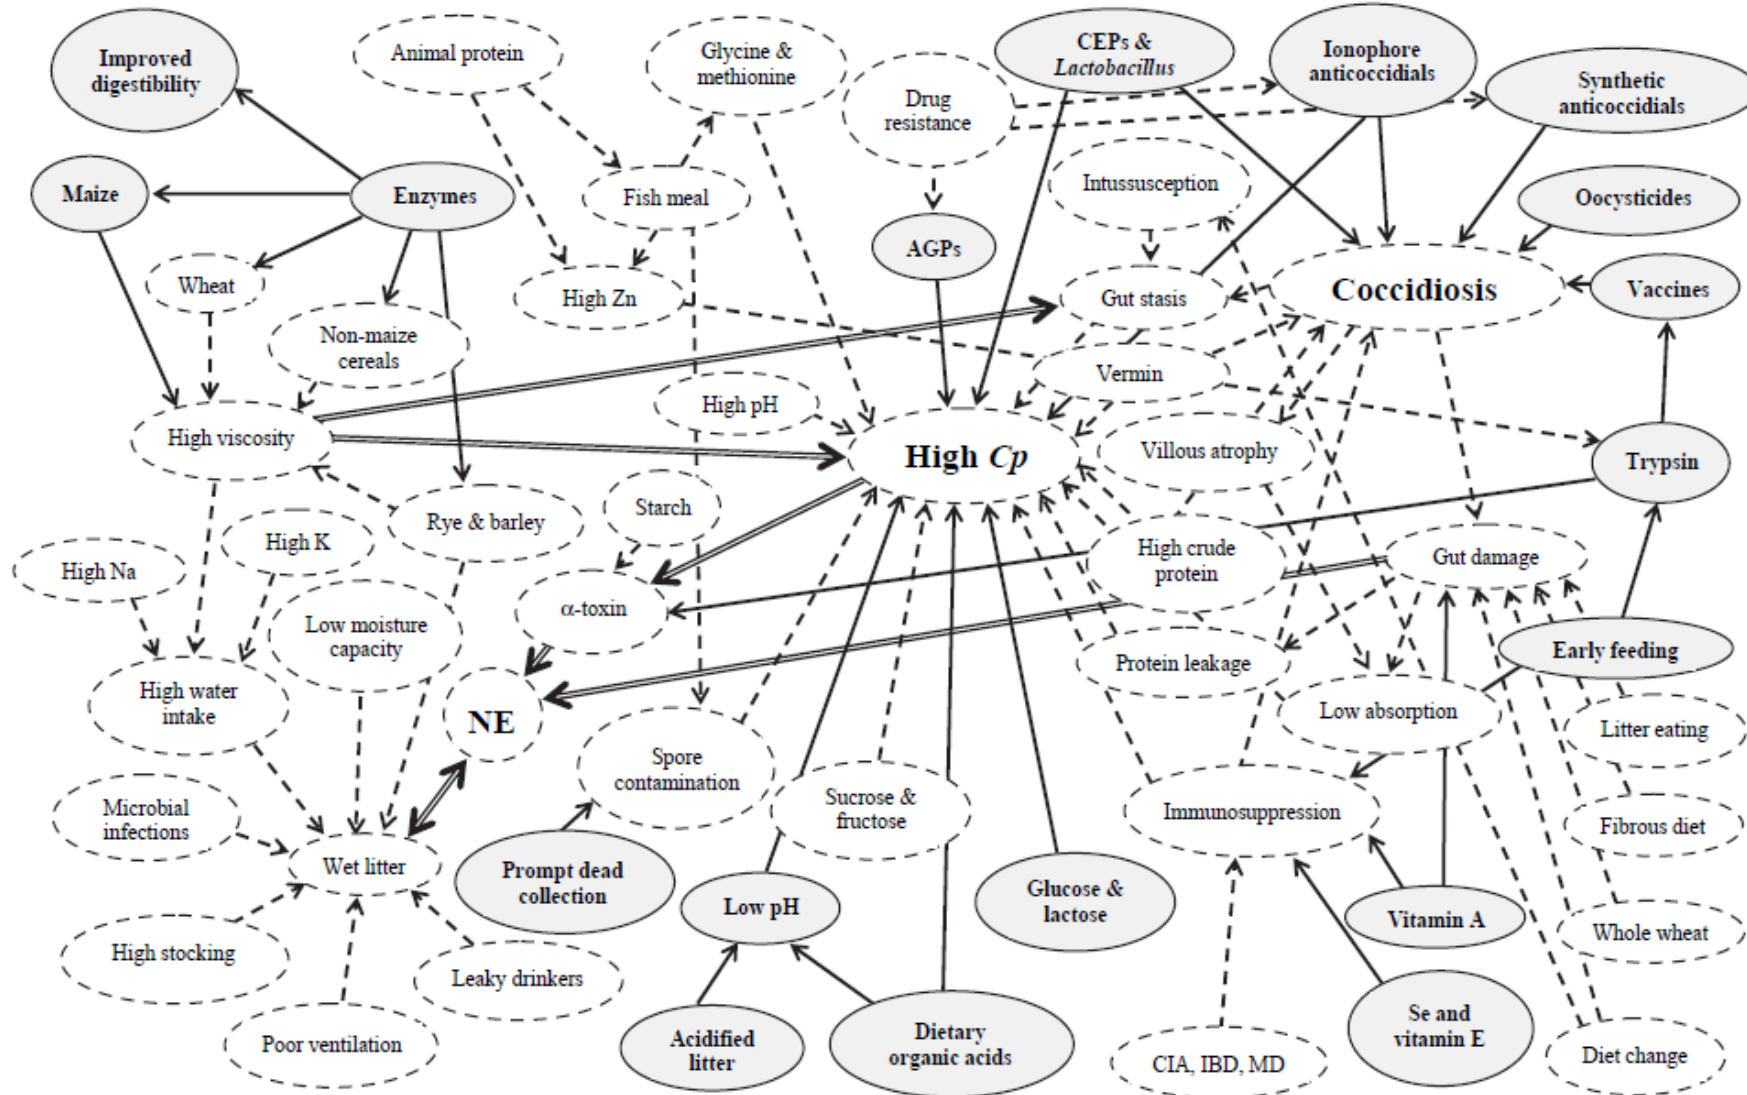 Improved
digestibility
Animal protein
Glycine &
methionine
CEPs &
Lactobacillus
Ionophore
anticoccidials
Synthetic
anticoccidials
Drug
resistance
Maize
Enzymes
Fish meal
Intussusception
Oocysticides
AGPs
Wheat
High Zn
Gut stasis
Coccidiosis
Vaccines
Non-maize
cereals
Vermin
High pH
High viscosity
High Cp
Villous atrophy
Trypsin
Starch
Rye & barley
High K
High Na
High crude
protein
Gut damage
α-toxin
Low moisture
capacity
Protein leakage
Early feeding
High water
intake
NE
Low absorption
Litter eating
Spore
contamination
Sucrose &
fructose
Immunosuppression
Fibrous diet
Microbial
infections
Wet litter
Prompt dead
collection
Low pH
Glucose &
lactose
Vitamin A
Whole wheat
High stocking
Leaky drinkers
Poor ventilation
Acidified
litter
Dietary
organic acids
Se and
vitamin E
CIA, IBD, MD
Diet change